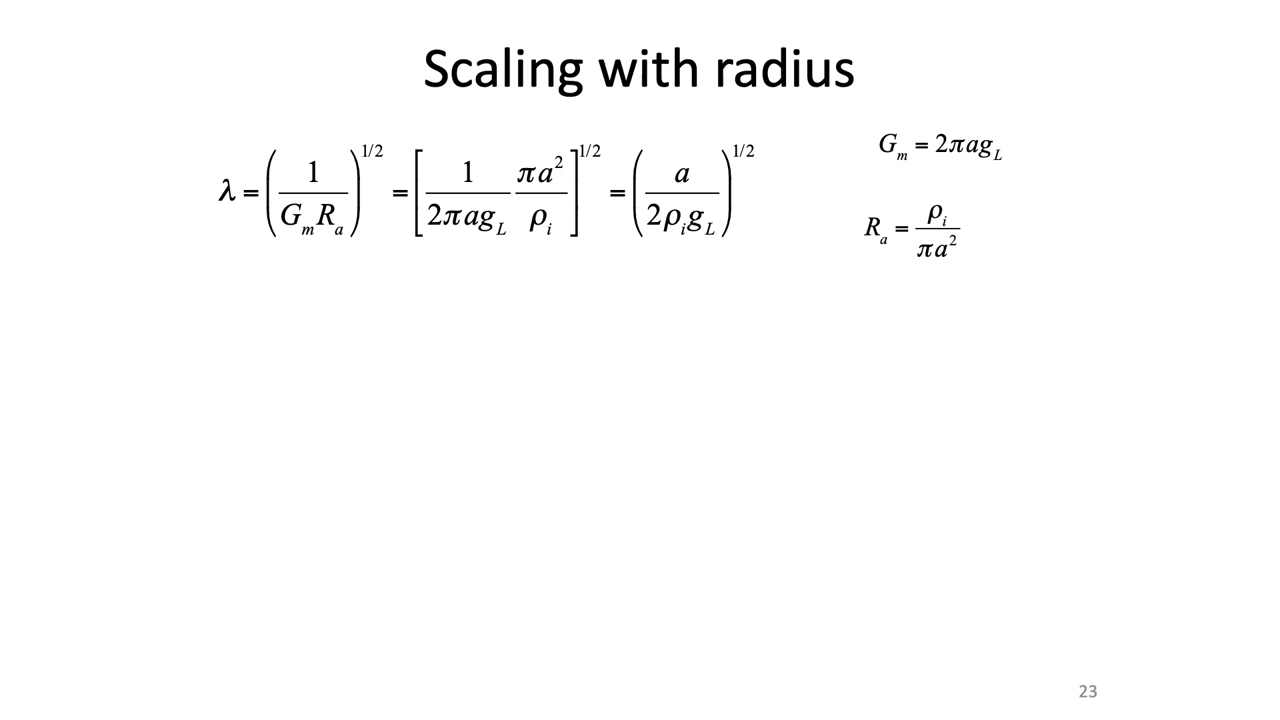 Scaling with radius
λ = (1 / (G_m R_a))^{1/2} = [1 / (2πag_L) πa² / ρ_i]^{1/2} = (a / (2ρ_i g_L))^{1/2}
G_m = 2πag_L
R_a = ρ_i / πa²
23